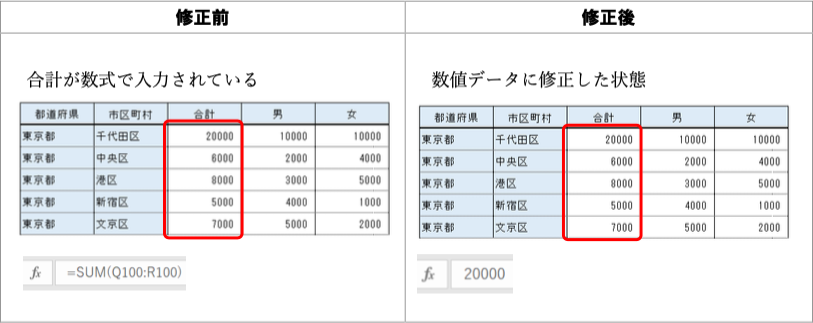 修正前
修正後
合計が数式で入力されている
数値データに修正した状態
都道府県 市区町村 合計 男 女
東京都 千代田区 20000 10000 10000
東京都 中央区 6000 2000 4000
東京都 港区 8000 3000 5000
東京都 新宿区 5000 4000 1000
東京都 文京区 7000 5000 2000
fx =SUM(Q100:R100)
都道府県 市区町村 合計 男 女
東京都 千代田区 20000 10000 10000
東京都 中央区 6000 2000 4000
東京都 港区 8000 3000 5000
東京都 新宿区 5000 4000 1000
東京都 文京区 7000 5000 2000
fx 20000